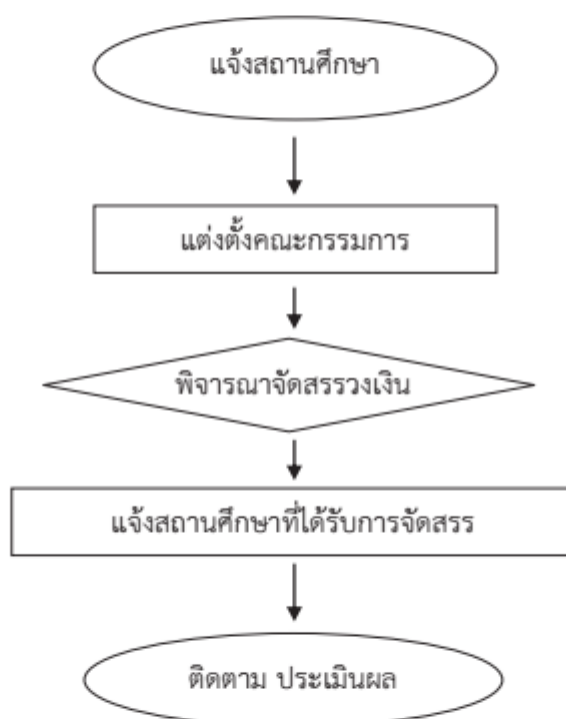 แจ้งสถานศึกษา
แต่งตั้งคณะกรรมการ
พิจารณาจัดสรรวงเงิน
แจ้งสถานศึกษาที่ได้รับการจัดสรร
ติดตาม ประเมินผล